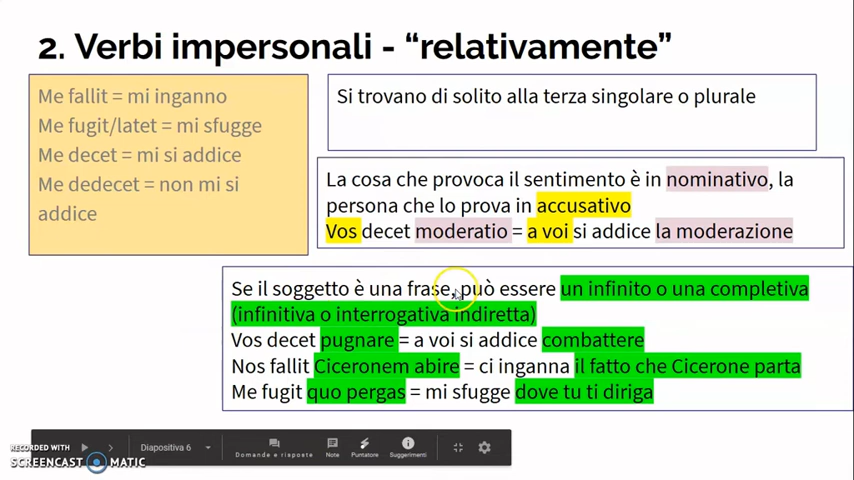 2. Verbi impersonali - “relativamente”
Me fallit = mi inganno
Me fugit/latet = mi sfugge
Me decet = mi si addice
Me dedecet = non mi si
addice
Si trovano di solito alla terza singolare o plurale
La cosa che provoca il sentimento è in nominativo, la
persona che lo prova in accusativo
Vos decet moderatio = a voi si addice la moderazione
Se il soggetto è una frase, può essere un infinito o una completiva
(infinitiva o interrogativa indiretta)
Vos decet pugnare = a voi si addice combattere
Nos fallit Ciceronem abire = ci inganna il fatto che Cicerone parta
Me fugit quo pergas = mi sfugge dove tu ti diriga
Diapositiva 6
Domande e risposte
Note
Puntatore
Suggerimenti
RECORDED WITH
SCREENCAST MATIC